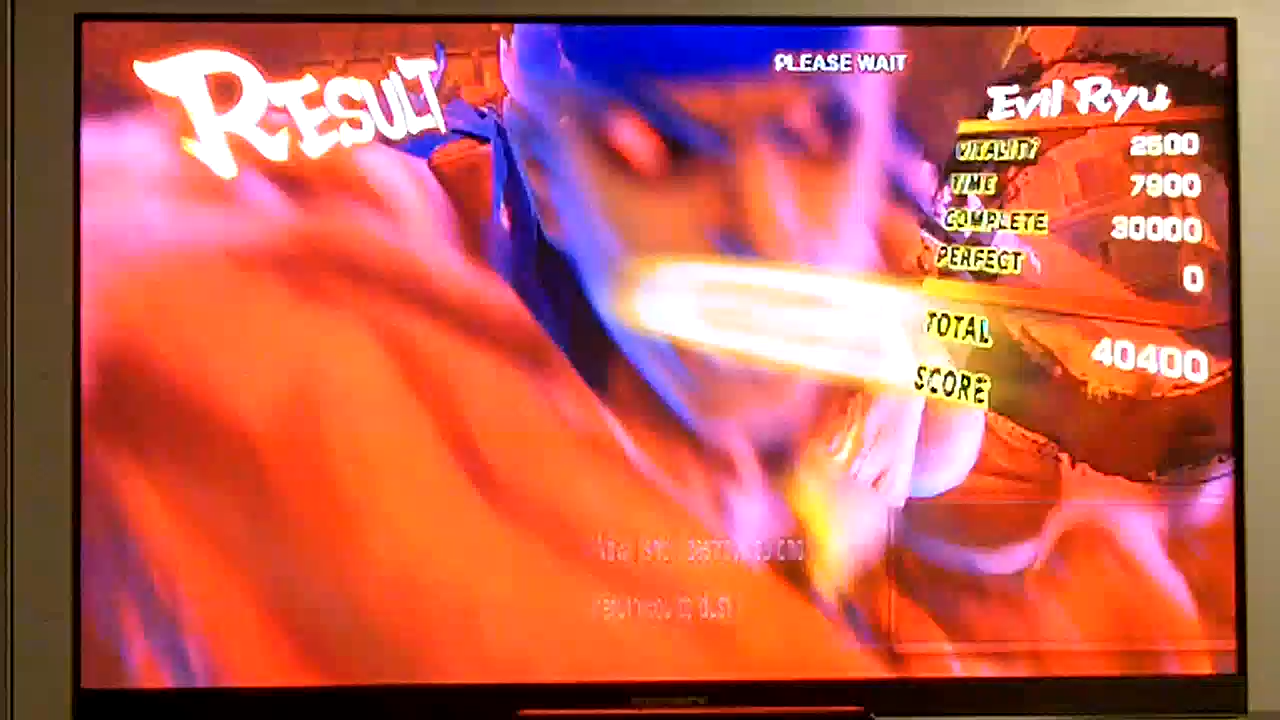 RESULT
PLEASE WAIT
Evil Ryu
VITALITY 2500
TIME 7900
COMPLETE 30000
PERFECT 0
TOTAL
SCORE 40400